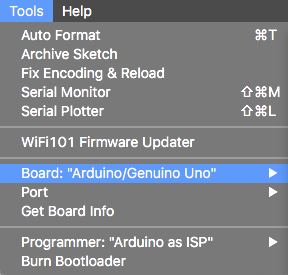 Tools Help
Auto Format ⌘T
Archive Sketch
Fix Encoding & Reload
Serial Monitor ⇧⌘M
Serial Plotter ⇧⌘L
WiFi101 Firmware Updater
Board: "Arduino/Genuino Uno"
Port
Get Board Info
Programmer: "Arduino as ISP"
Burn Bootloader